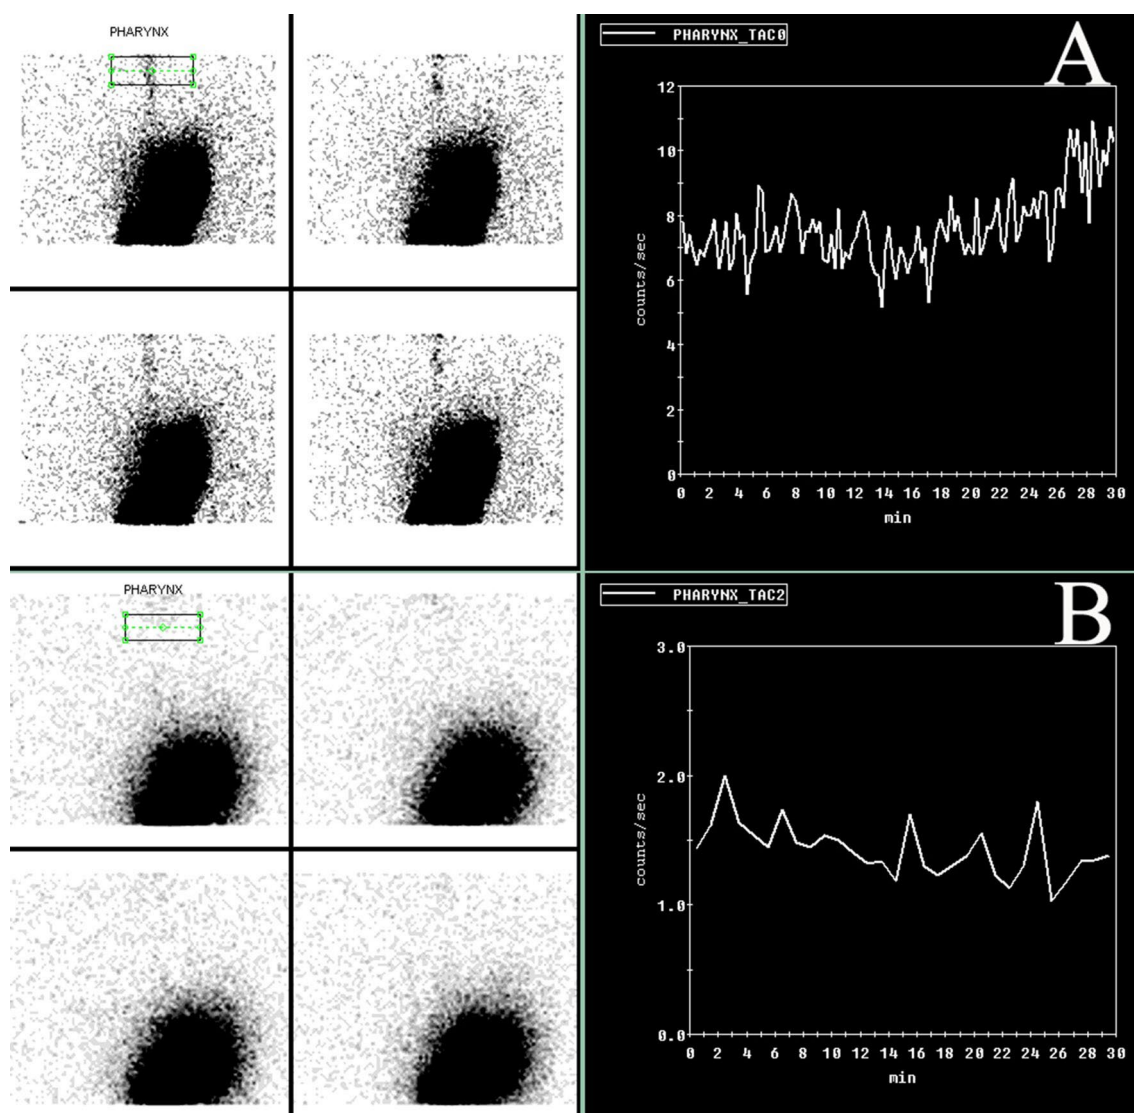 PHARYNX
PHARYNX_TAC0
A
12
10
8
6
4
2
0
counts/sec
0 2 4 6 8 10 12 14 16 18 20 22 24 26 28 30
min
PHARYNX
PHARYNX_TAC2
B
3.0
2.0
1.0
0.0
counts/sec
0 2 4 6 8 10 12 14 16 18 20 22 24 26 28 30
min